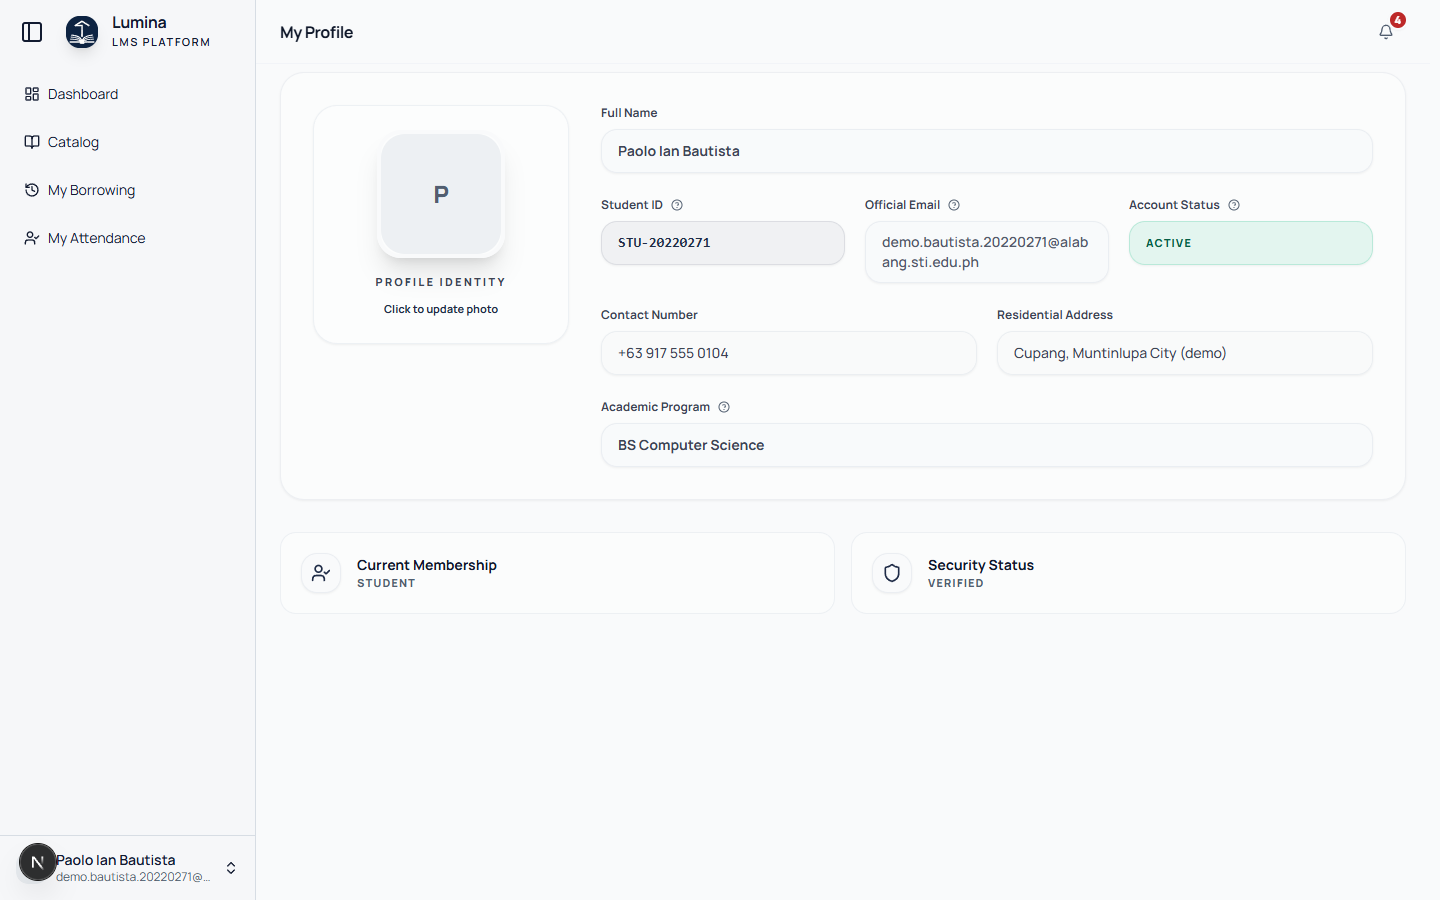 Lumina
LMS PLATFORM
Dashboard
Catalog
My Borrowing
My Attendance
N
Paolo Ian Bautista
demo.bautista.20220271@...
My Profile
4
P
PROFILE IDENTITY
Click to update photo
Full Name
Paolo Ian Bautista
Student ID
STU-20220271
Official Email
demo.bautista.20220271@alab
ang.sti.edu.ph
Account Status
ACTIVE
Contact Number
+63 917 555 0104
Residential Address
Cupang, Muntinlupa City (demo)
Academic Program
BS Computer Science
Current Membership
STUDENT
Security Status
VERIFIED